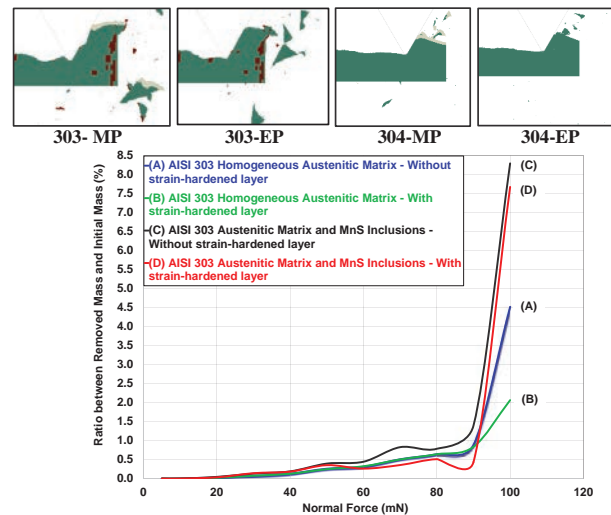 303- MP
303-EP
304-MP
304-EP
8.5
8.0
7.5
7.0
6.5
6.0
5.5
5.0
4.5
4.0
3.5
3.0
2.5
2.0
1.5
1.0
0.5
0.0
Ratio between Removed Mass and Initial Mass (%)
(A) AISI 303 Homogeneous Austenitic Matrix - Without
strain-hardened layer
(B) AISI 303 Homogeneous Austenitic Matrix - With
strain-hardened layer
(C) AISI 303 Austenitic Matrix and MnS Inclusions -
Without strain-hardened layer
(D) AISI 303 Austenitic Matrix and MnS Inclusions - With
strain-hardened layer
(C)
(D)
(A)
(B)
0 20 40 60 80 100 120
Normal Force (mN)